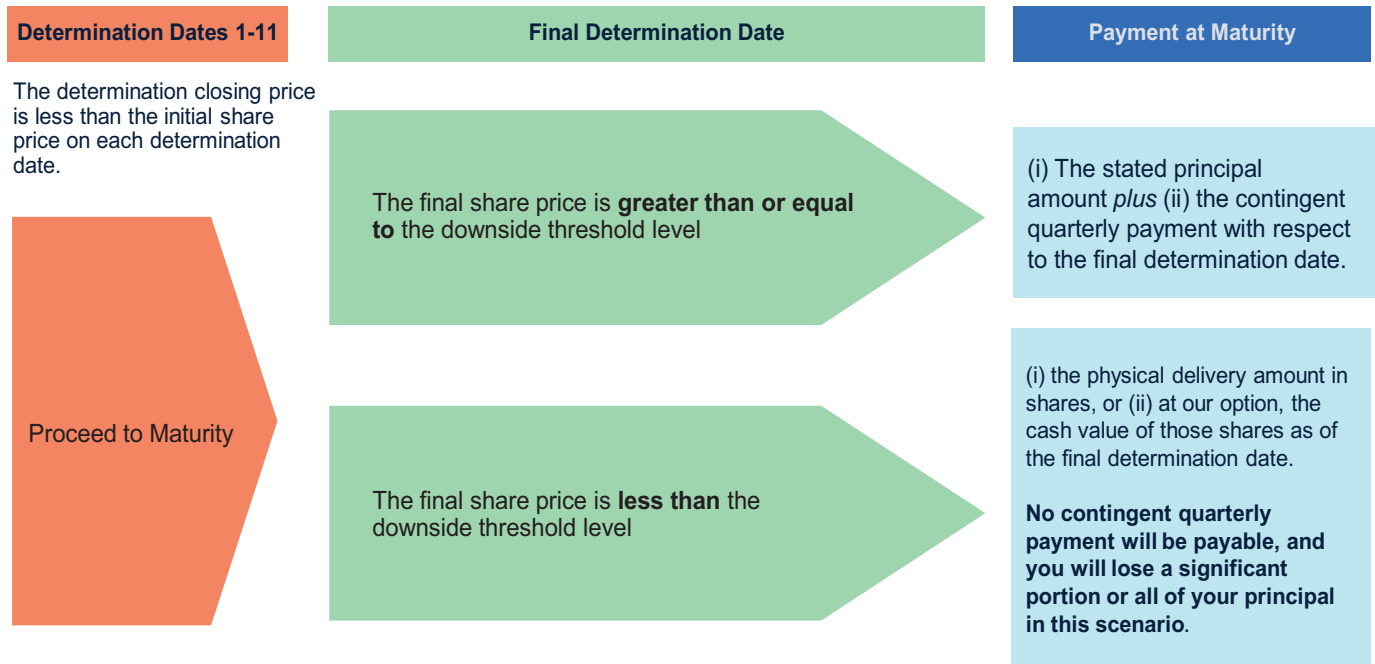 Determination Dates 1-11
Final Determination Date
Payment at Maturity
The determination closing price
is less than the initial share
price on each determination
date.
Proceed to Maturity
The final share price is greater than or equal
to the downside threshold level
(i) The stated principal
amount plus (ii) the contingent
quarterly payment with respect
to the final determination date.
The final share price is less than the
downside threshold level
(i) the physical delivery amount in
shares, or (ii) at our option, the
cash value of those shares as of
the final determination date.
No contingent quarterly
payment will be payable, and
you will lose a significant
portion or all of your principal
in this scenario.